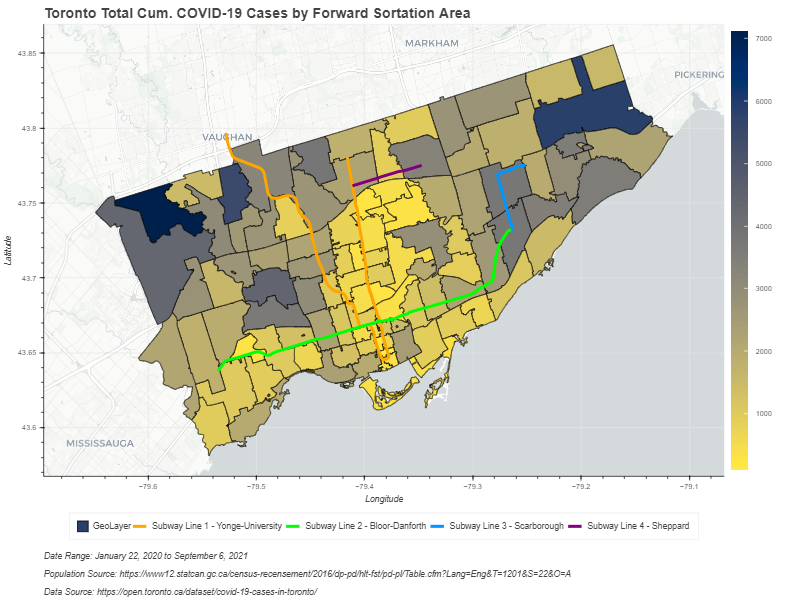 Toronto Total Cum. COVID-19 Cases by Forward Sortation Area
MARKHAM
PICKERING
VAUGHAN
MISSISSAUGA
43.85
43.8
43.75
43.7
43.65
43.6
Latitude
−79.6
−79.5
−79.4
−79.3
−79.2
−79.1
Longitude
7000
6000
5000
4000
3000
2000
1000
GeoLayer Subway Line 1 - Yonge-University Subway Line 2 - Bloor-Danforth Subway Line 3 - Scarborough Subway Line 4 - Sheppard
Date Range: January 22, 2020 to September 6, 2021
Population Source: https://www12.statcan.gc.ca/census-recensement/2016/dp-pd/hlt-fst/pd-pl/Table.cfm?Lang=Eng&T=1201&S=22&O=A
Data Source: https://open.toronto.ca/dataset/covid-19-cases-in-toronto/